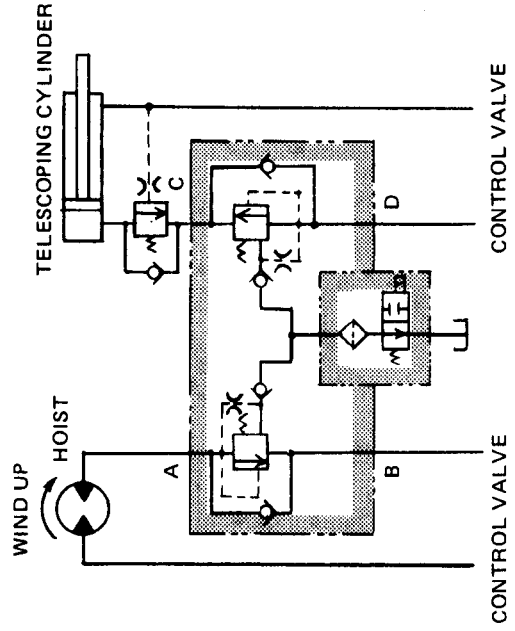 WIND UP
HOIST
TELESCOPING CYLINDER
A
C
B
D
CONTROL VALVE
CONTROL VALVE